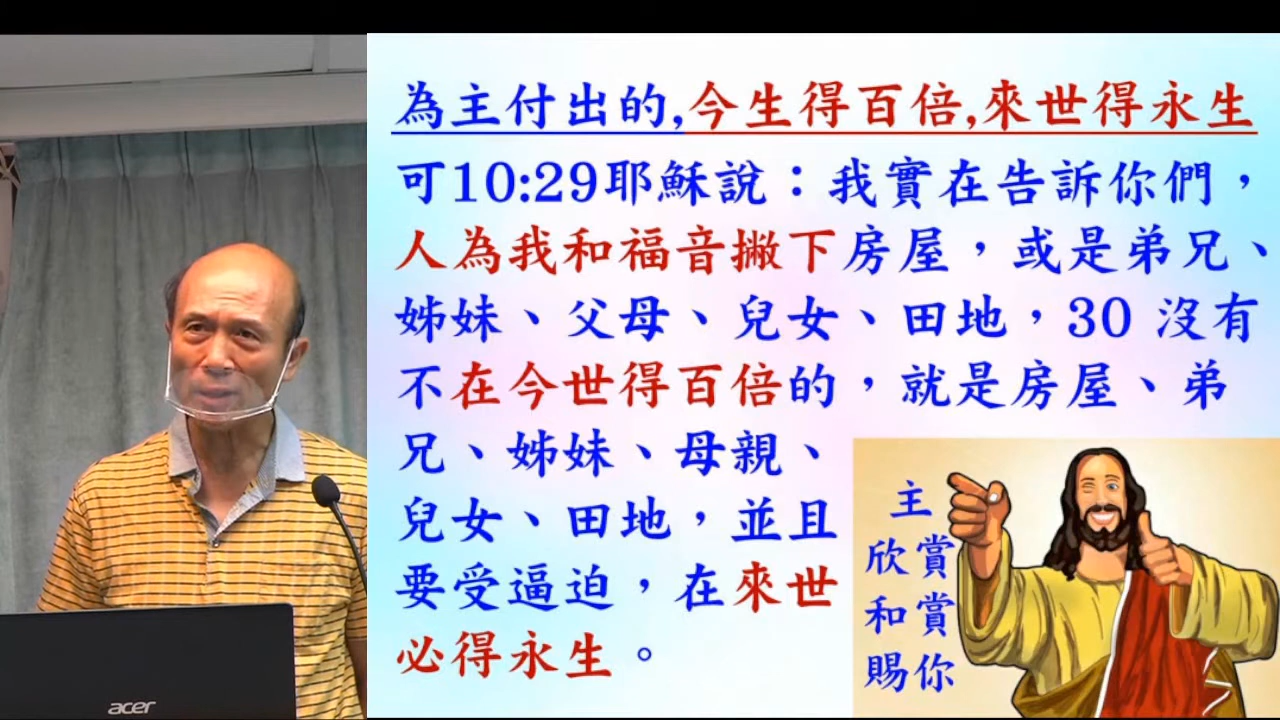 為主付出的,今生得百倍,來世得永生
可10:29耶穌說：我實在告訴你們，
人為我和福音撇下房屋，或是弟兄、
姊妹、父母、兒女、田地，30 沒有
不在今世得百倍的，就是房屋、弟
兄、姊妹、母親、
兒女、田地，並且
要受逼迫，在來世
必得永生。
主
欣賞
和賞
賜你
acer